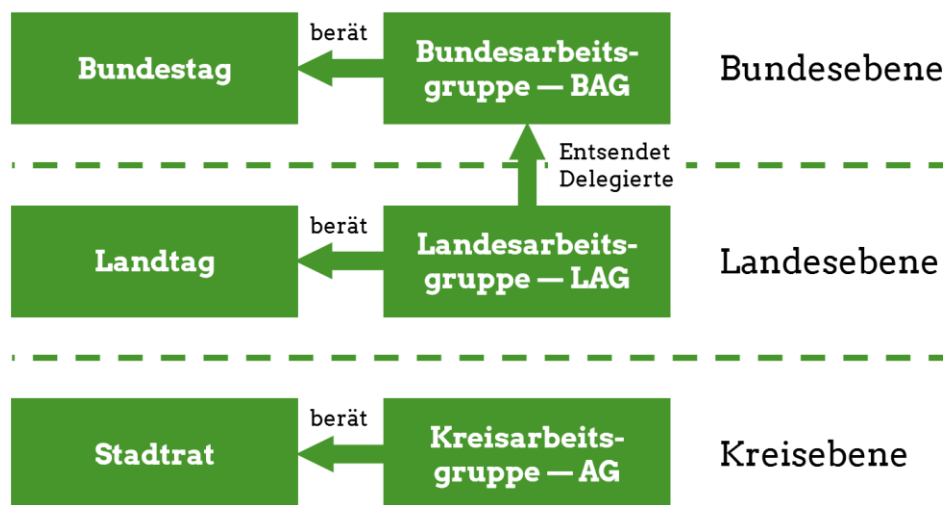 Bundestag
berät
Bundesarbeits-
gruppe — BAG
Bundesebene
Entsendet
Delegierte
Landtag
berät
Landesarbeits-
gruppe — LAG
Landesebene
Stadtrat
berät
Kreisarbeits-
gruppe — AG
Kreisebene